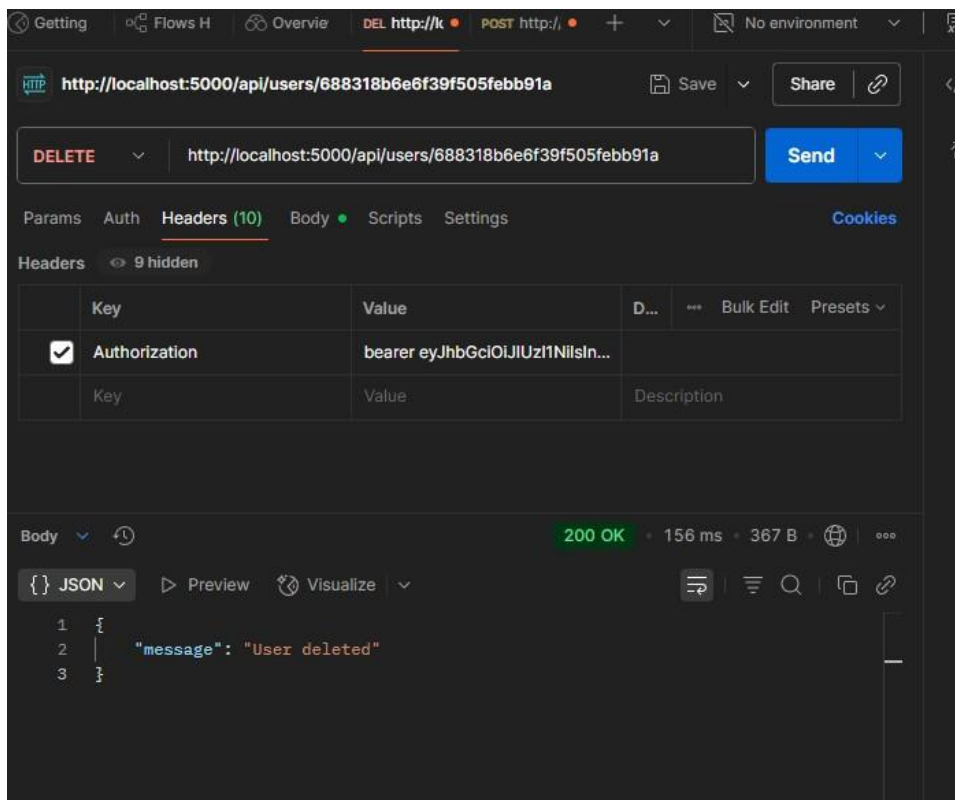 Getting Flows H Overvie DEL http://k POST http:/, No environment
HTTP http://localhost:5000/api/users/688318b6e6f39f505febb91a Save Share
DELETE http://localhost:5000/api/users/688318b6e6f39f505febb91a Send
Params Auth Headers (10) Body Scripts Settings Cookies
Headers 9 hidden
Key Value D... Bulk Edit Presets
Authorization bearer eyJhbGciOiJIUzI1NiIsIn...
Key Value Description
Body 200 OK 156 ms 367 B
{} JSON Preview Visualize
1 {
2 "message": "User deleted"
3 }